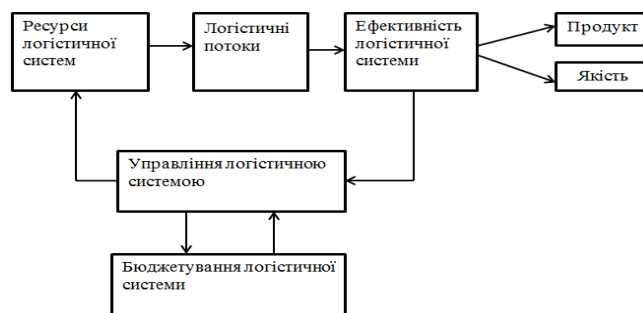 Ресурси
логістичної
систем
Логістичні
потоки
Ефективність
логістичної
системи
Продукт
Якість
Управління логістичною
системою
Бюджетування логістичної
системи